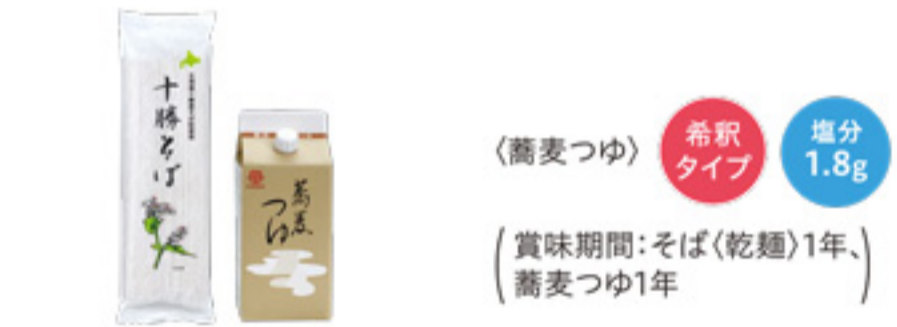 十勝そば
蕎麦
つゆ
〈蕎麦つゆ〉
希釈
タイプ
塩分
1.8g
(賞味期間：そば〈乾麺〉1年、
蕎麦つゆ1年)